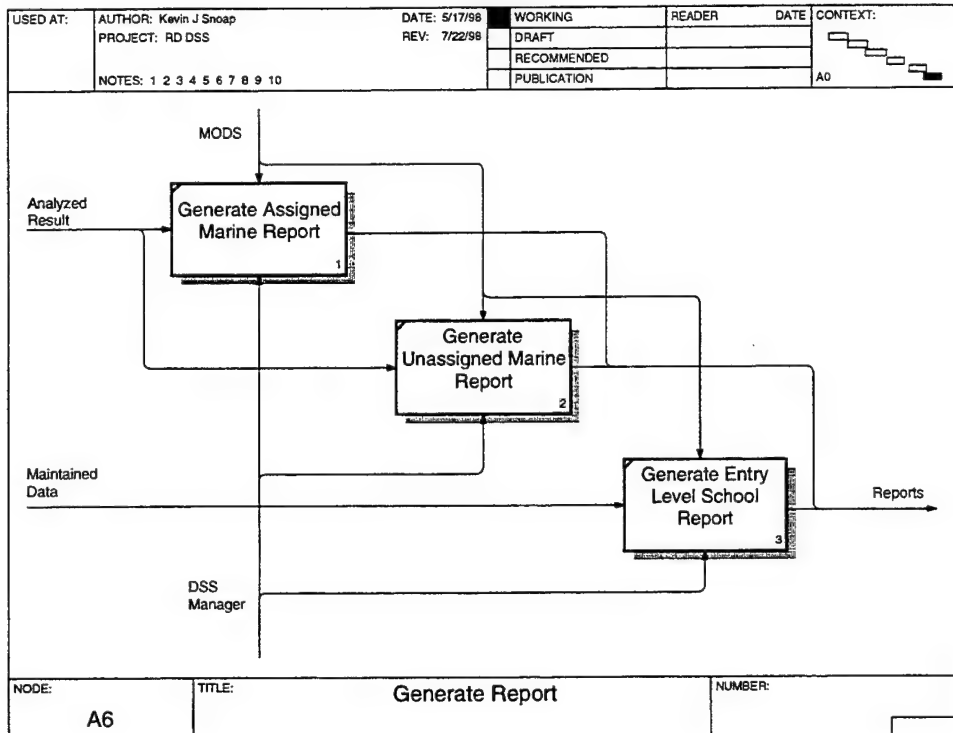 USED AT:
AUTHOR: Kevin J Snoap
DATE: 5/17/98
PROJECT: RD DSS
REV: 7/22/98
NOTES: 1 2 3 4 5 6 7 8 9 10
WORKING
DRAFT
RECOMMENDED
PUBLICATION
READER DATE
CONTEXT:
A0
MODS
Analyzed
Result
Generate Assigned
Marine Report
1
Generate
Unassigned Marine
Report
2
Maintained
Data
Generate Entry
Level School
Report
3
Reports
DSS
Manager
NODE:
A6
TITLE:
Generate Report
NUMBER: